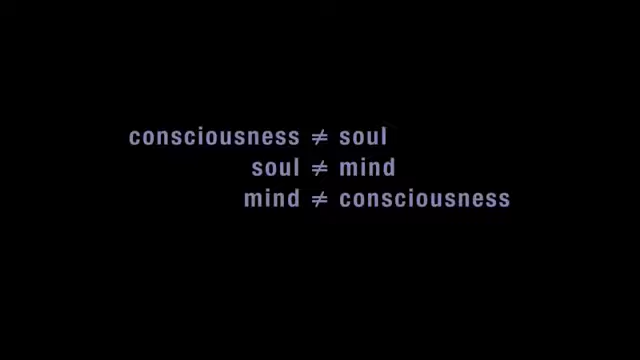 consciousness ≠ soul
soul ≠ mind
mind ≠ consciousness